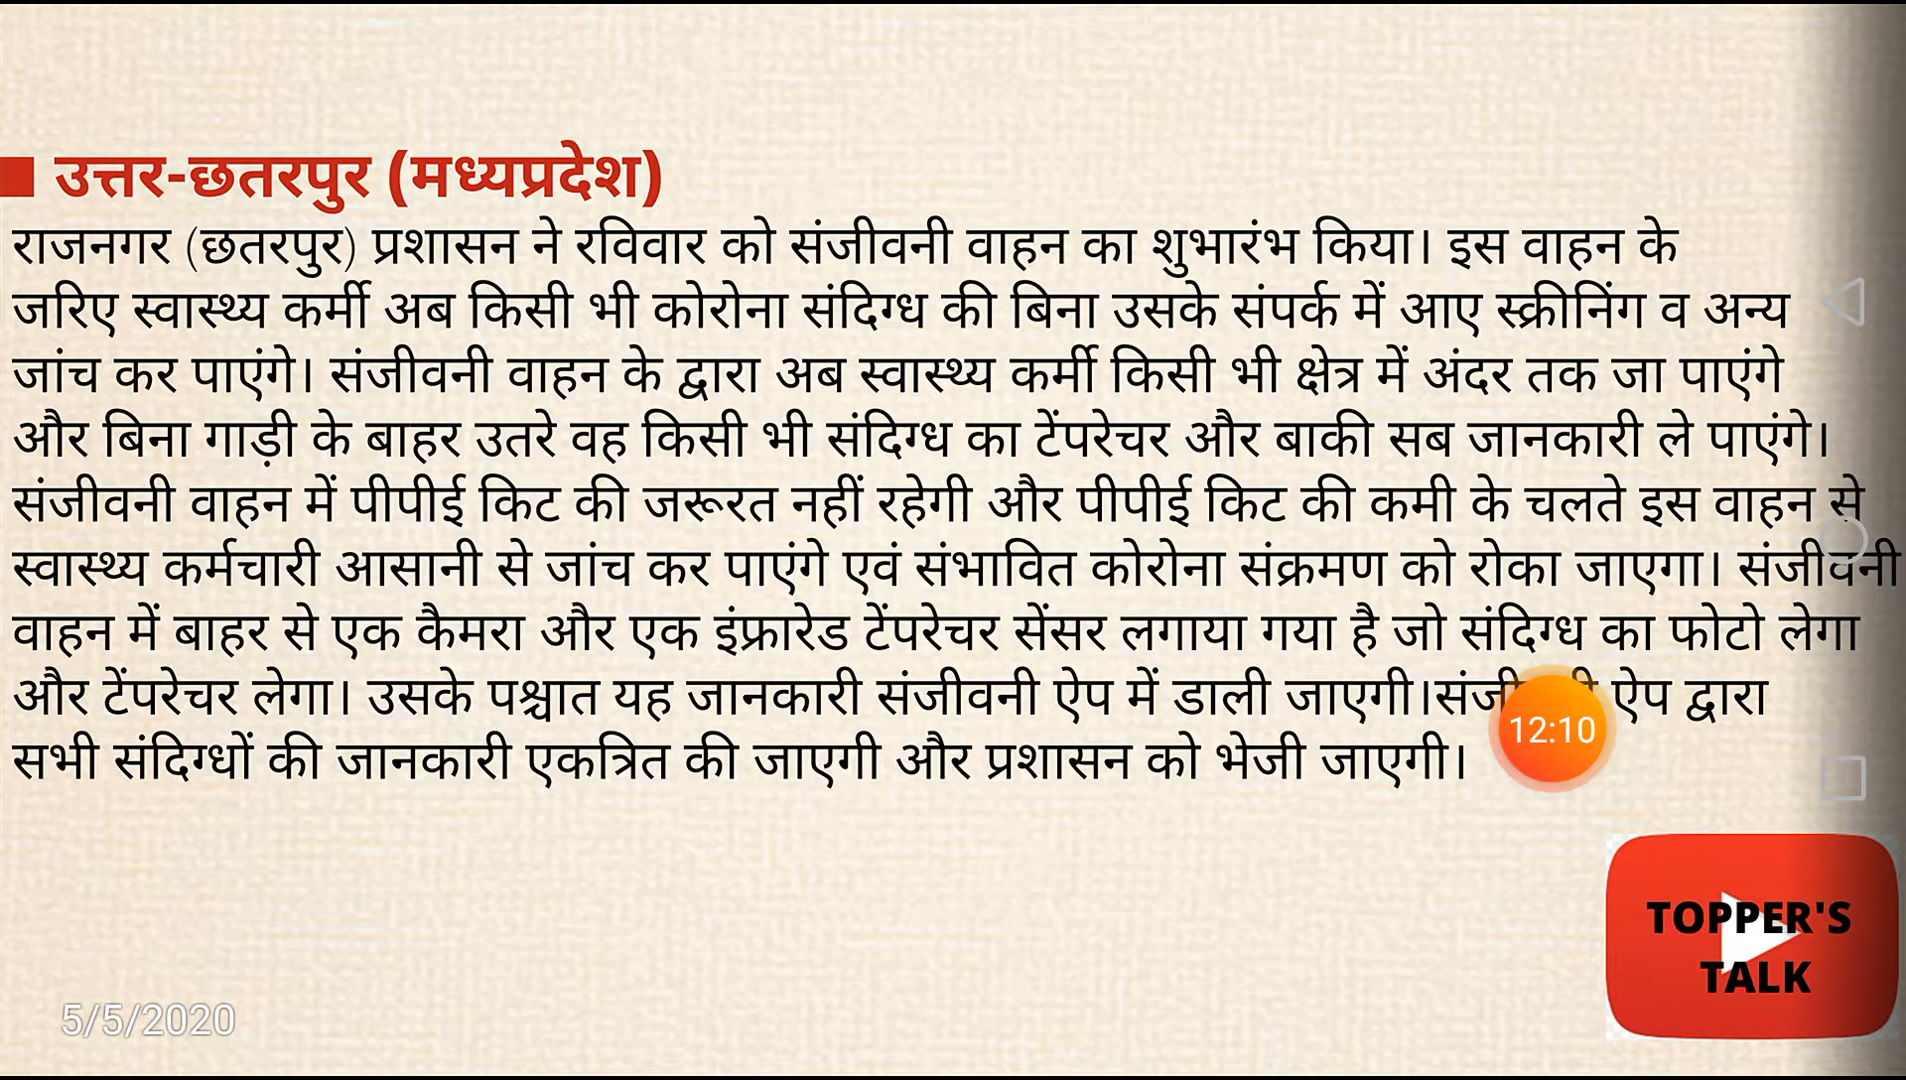 उत्तर-छतरपुर (मध्यप्रदेश)
राजनगर (छतरपुर) प्रशासन ने रविवार को संजीवनी वाहन का शुभारंभ किया। इस वाहन के
जरिए स्वास्थ्य कर्मी अब किसी भी कोरोना संदिग्ध की बिना उसके संपर्क में आए स्क्रीनिंग व अन्य
जांच कर पाएंगे। संजीवनी वाहन के द्वारा अब स्वास्थ्य कर्मी किसी भी क्षेत्र में अंदर तक जा पाएंगे
और बिना गाड़ी के बाहर उतरे वह किसी भी संदिग्ध का टेंपरेचर और बाकी सब जानकारी ले पाएंगे।
संजीवनी वाहन में पीपीई किट की जरूरत नहीं रहेगी और पीपीई किट की कमी के चलते इस वाहन से
स्वास्थ्य कर्मचारी आसानी से जांच कर पाएंगे एवं संभावित कोरोना संक्रमण को रोका जाएगा। संजीवनी
वाहन में बाहर से एक कैमरा और एक इंफ्रारेड टेंपरेचर सेंसर लगाया गया है जो संदिग्ध का फोटो लेगा
और टेंपरेचर लेगा। उसके पश्चात यह जानकारी संजीवनी ऐप में डाली जाएगी। ऐप द्वारा
सभी संदिग्धों की जानकारी एकत्रित की जाएगी और प्रशासन को भेजी जाएगी।
12:10
TOPPER'S
TALK
5/5/2020